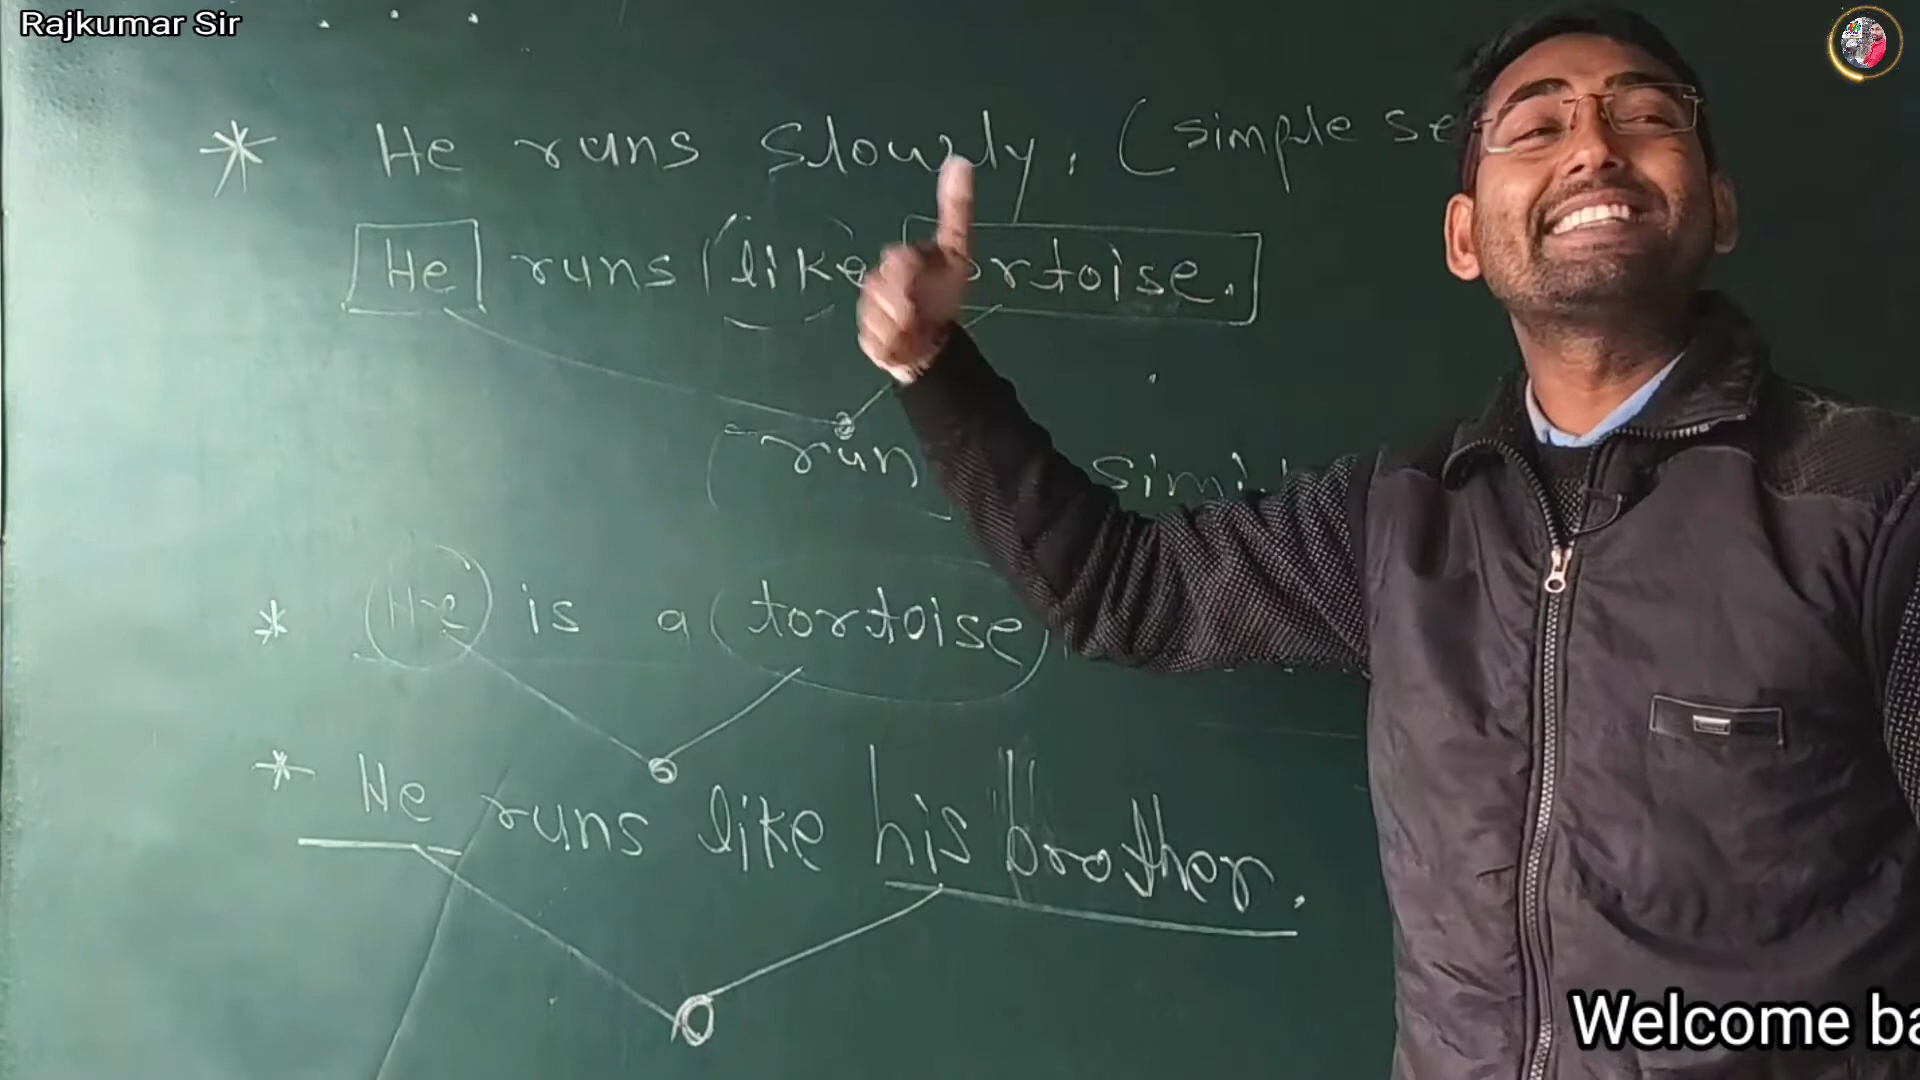 Rajkumar Sir
* He runs slowly. (simple se
He runs (like) tortoise.
(run simi
* He is a (tortoise)
* He runs like his brother.
Welcome ba